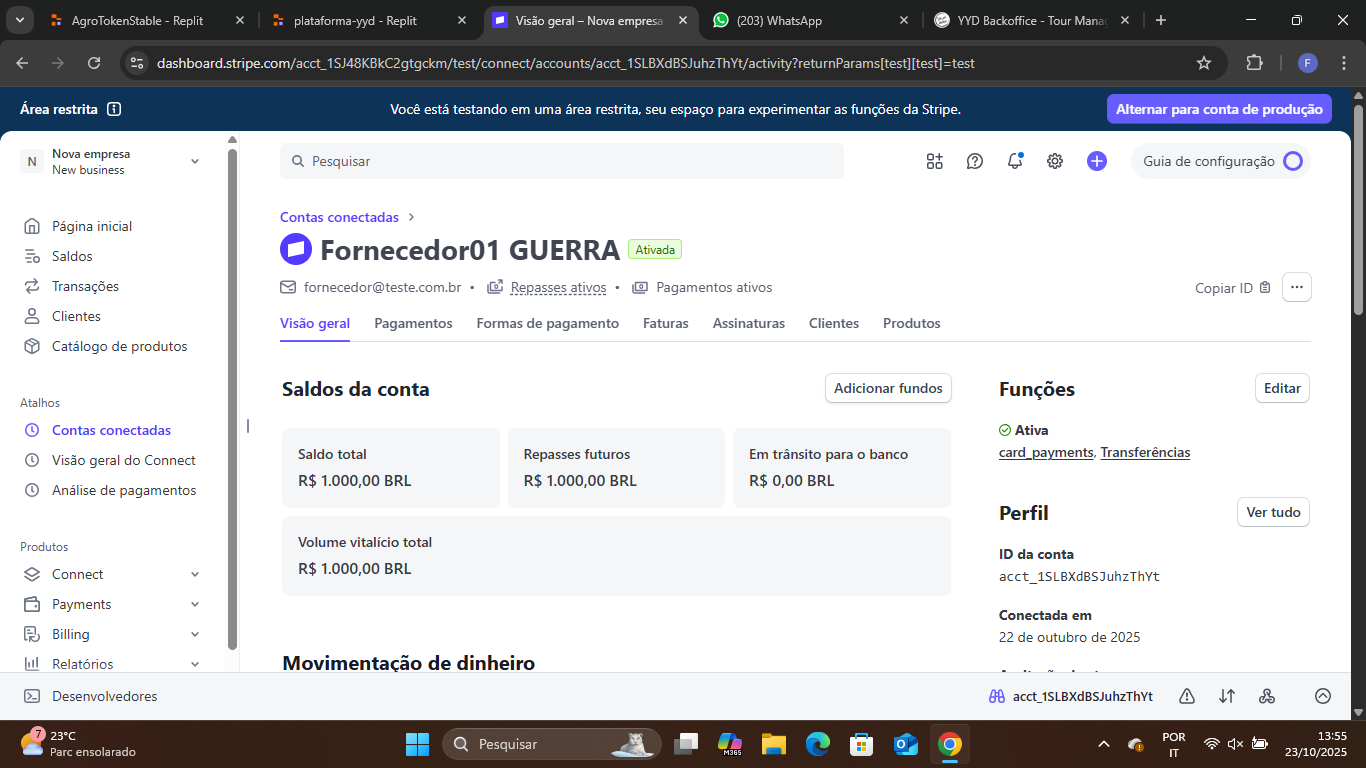 AgroTokenStable - Replit
plataforma-yyd - Replit
Visão geral – Nova empresa
(203) WhatsApp
YYD Backoffice - Tour Mana
dashboard.stripe.com/acct_1SJ48KBkC2gtgckm/test/connect/accounts/acct_1SLBXdBSJuhzThYt/activity?returnParams[test][test]=test
F
Área restrita
Você está testando em uma área restrita, seu espaço para experimentar as funções da Stripe.
Alternar para conta de produção
N
Nova empresa
New business
Pesquisar
Guia de configuração
Página inicial
Saldos
Transações
Clientes
Catálogo de produtos
Atalhos
Contas conectadas
Visão geral do Connect
Análise de pagamentos
Produtos
Connect
Payments
Billing
Relatórios
Contas conectadas
Fornecedor01 GUERRA
Ativada
fornecedor@teste.com.br • Repasses ativos • Pagamentos ativos
Copiar ID
Visão geral
Pagamentos
Formas de pagamento
Faturas
Assinaturas
Clientes
Produtos
Saldos da conta
Adicionar fundos
Saldo total
R$ 1.000,00 BRL
Repasses futuros
R$ 1.000,00 BRL
Em trânsito para o banco
R$ 0,00 BRL
Volume vitalício total
R$ 1.000,00 BRL
Movimentação de dinheiro
Funções
Editar
Ativa
card_payments, Transferências
Perfil
Ver tudo
ID da conta
acct_1SLBXdBSJuhzThYt
Conectada em
22 de outubro de 2025
Desenvolvedores
acct_1SLBXdBSJuhzThYt
7
23°C
Parc ensolarado
Pesquisar
M365
POR
IT
13:55
23/10/2025